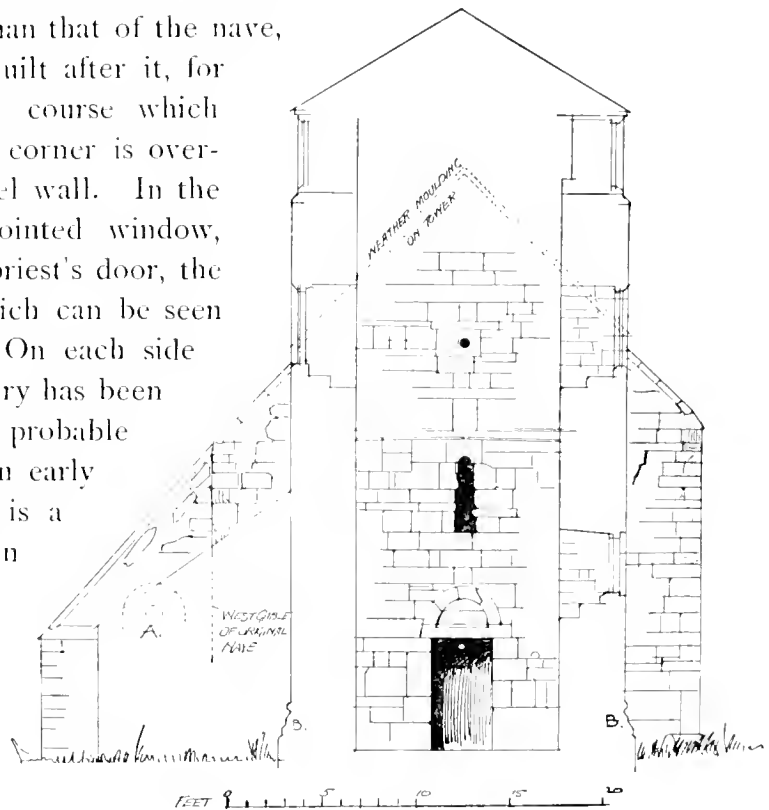 nan that of the nave,
uilt after it, for
course which
corner is over-
el wall. In the
ointed window,
priest's door, the
ich can be seen
On each side
ry has been
probable
n early
is a
n
WEATHER MOULDING
ON TOWER
A.
WEST GABLE
OF ORIGINAL
NAVE
B.
B.
FEET 0 5 10 15 20